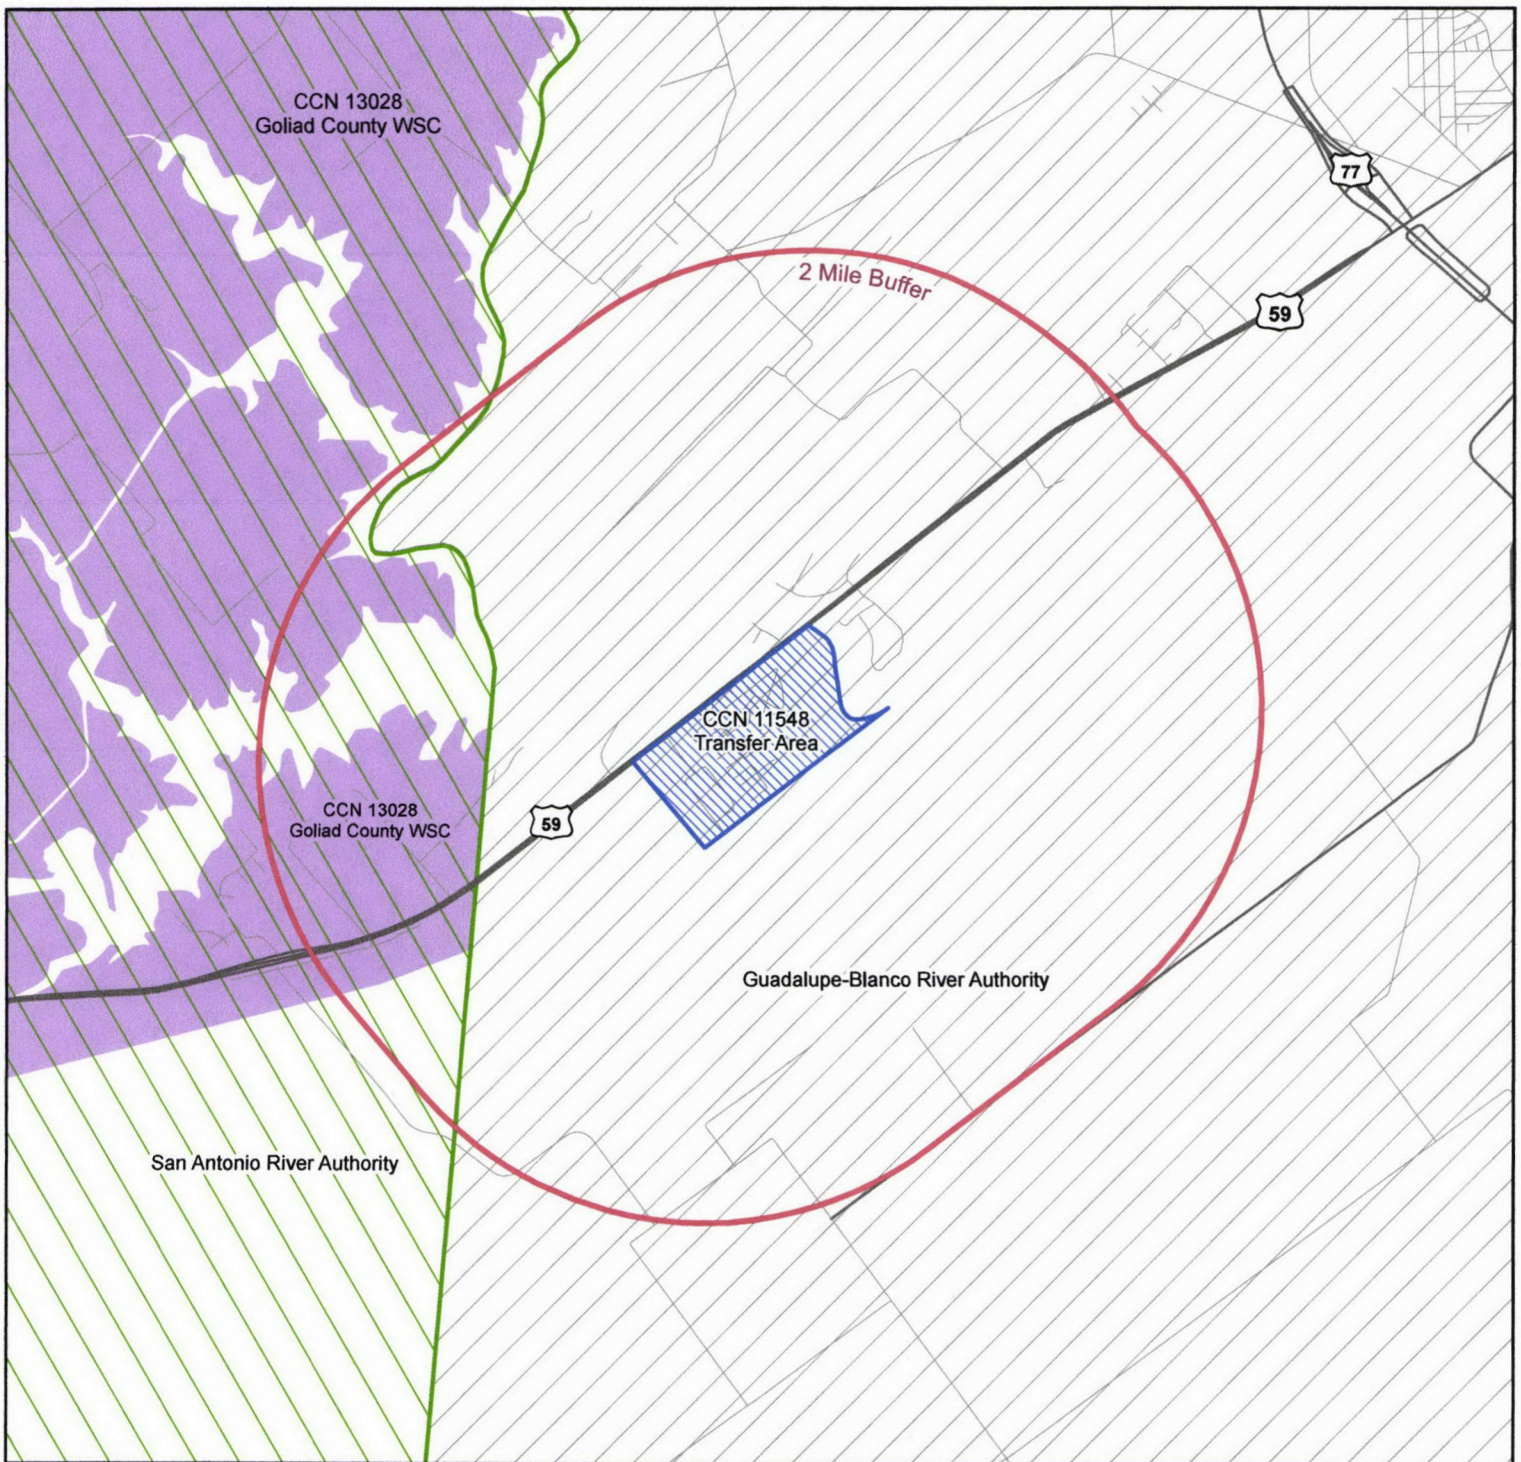 CCN 13028
Goliad County WSC
77
2 Mile Buffer
59
CCN 11548
Transfer Area
CCN 13028
Goliad County WSC
59
Guadalupe-Blanco River Authority
San Antonio River Authority